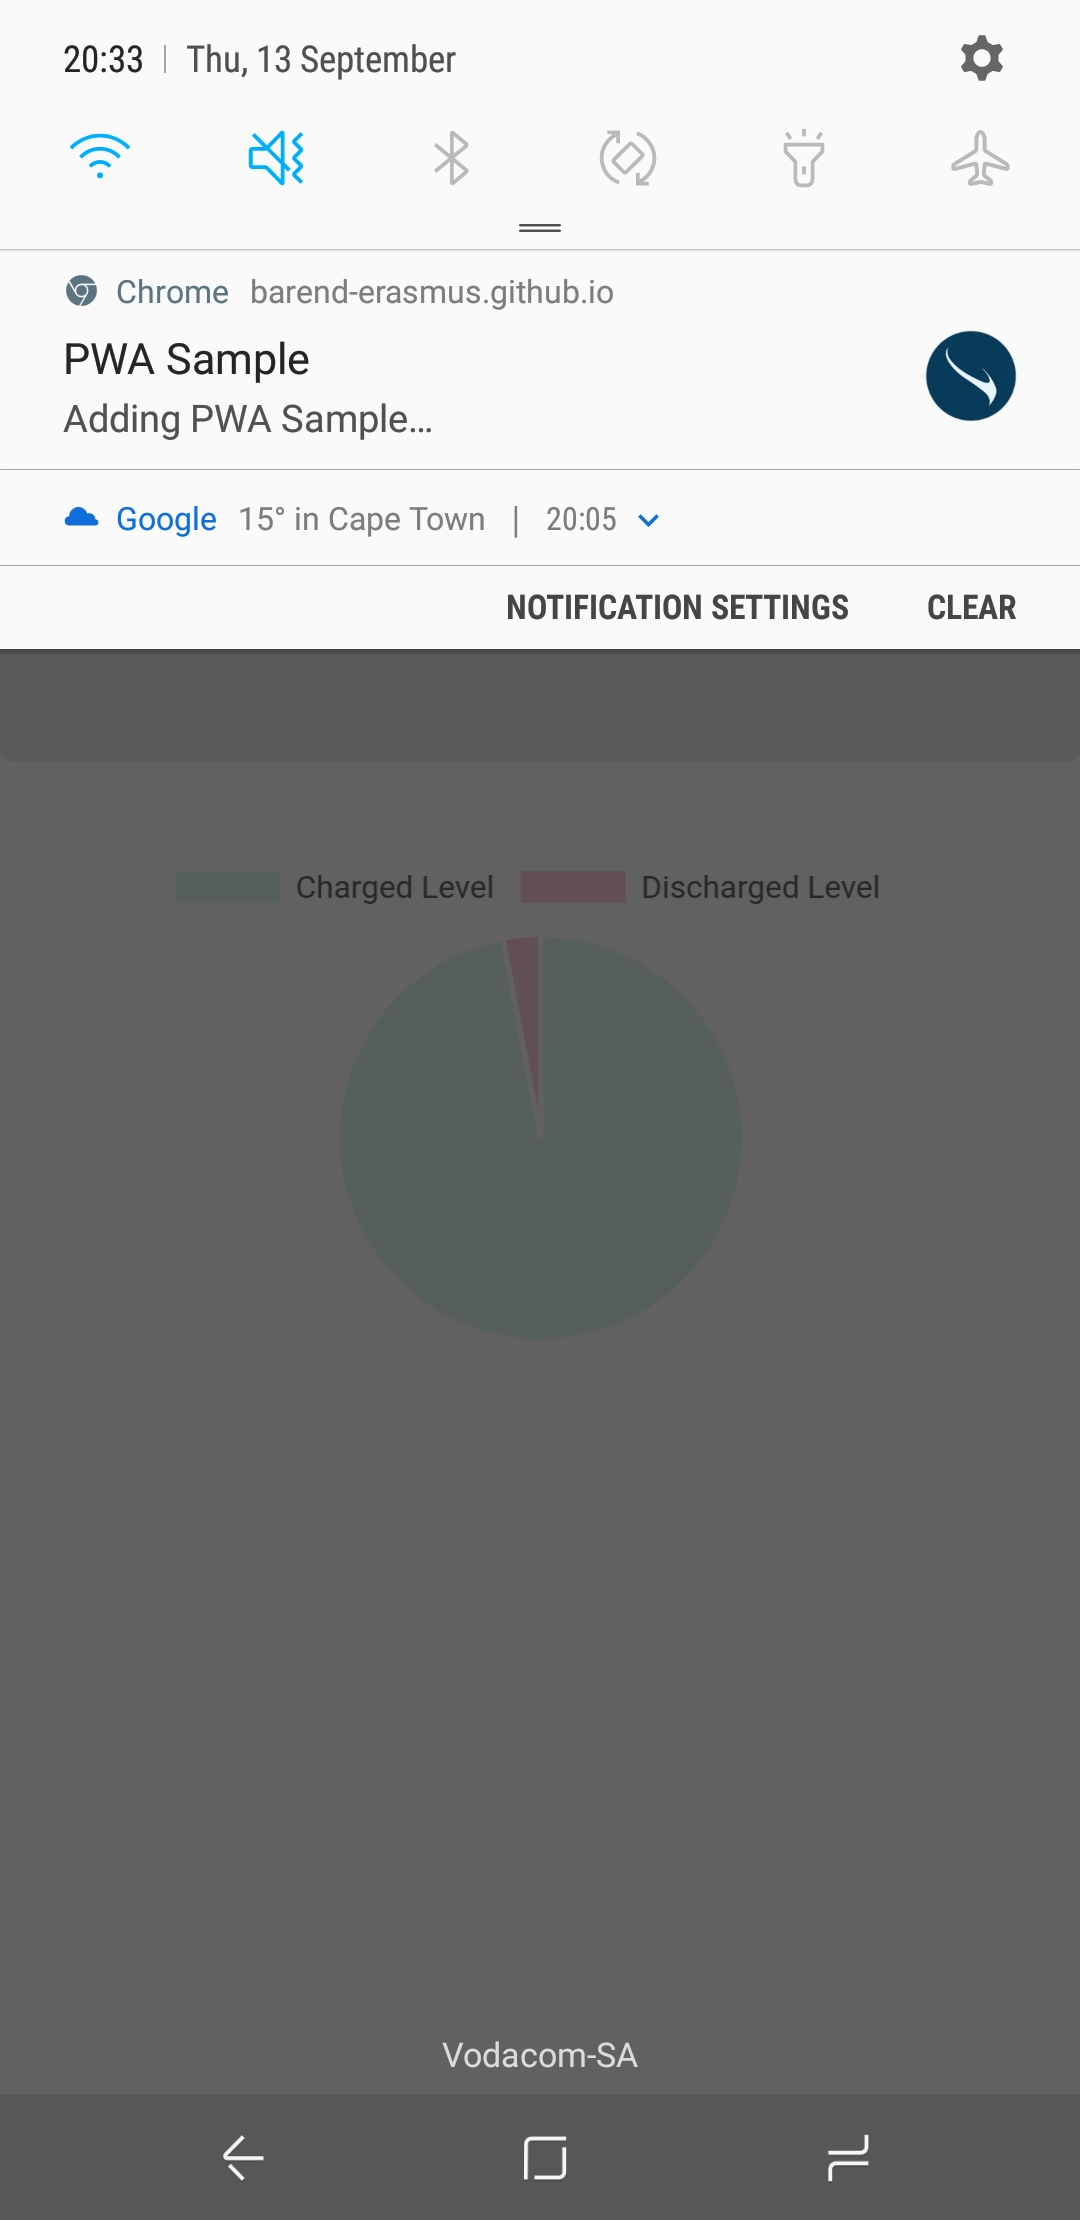 20:33 | Thu, 13 September
Chrome barend-erasmus.github.io
PWA Sample
Adding PWA Sample...
Google 15° in Cape Town | 20:05
NOTIFICATION SETTINGS CLEAR
Charged Level Discharged Level
Vodacom-SA